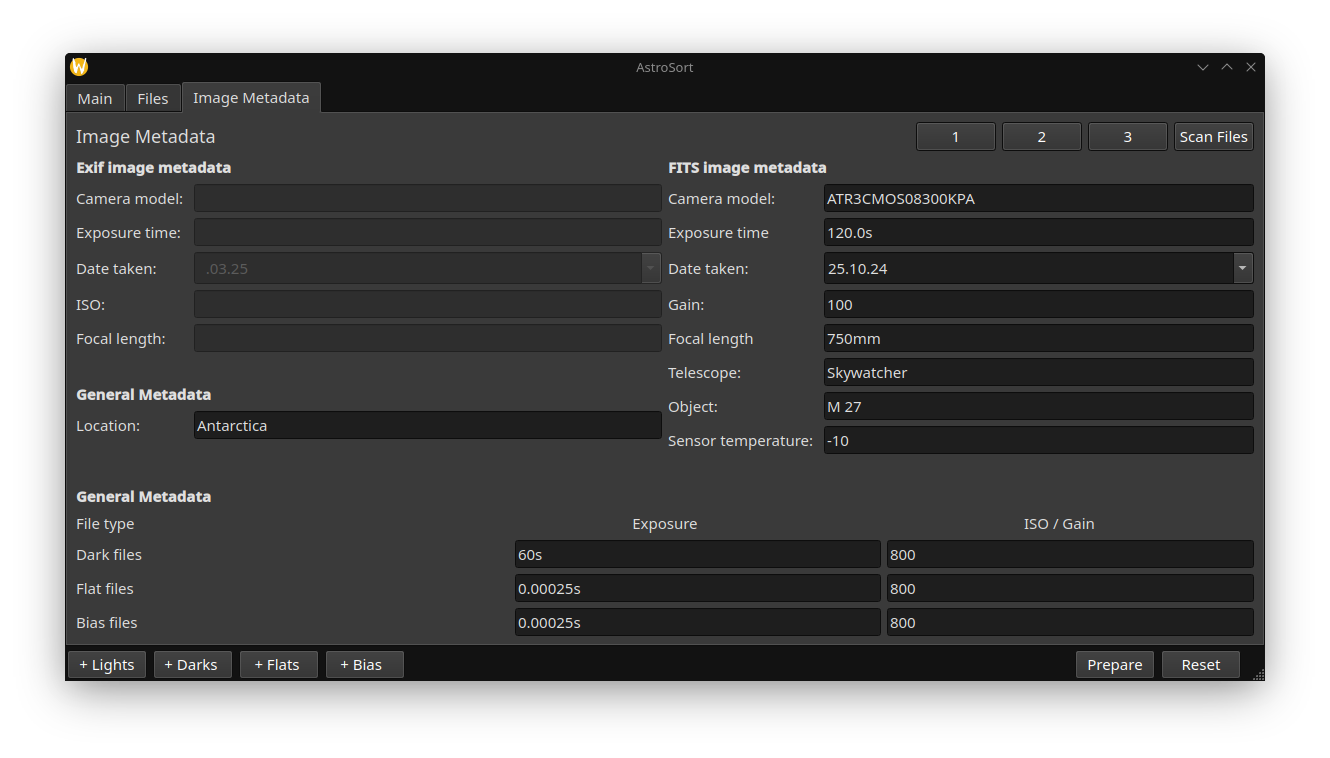 AstroSort
Main Files Image Metadata
Image Metadata 1 2 3 Scan Files
Exif image metadata
Camera model:
Exposure time:
Date taken: .03.25
ISO:
Focal length:
General Metadata
Location: Antarctica
FITS image metadata
Camera model: ATR3CMOS08300KPA
Exposure time 120.0s
Date taken: 25.10.24
Gain: 100
Focal length 750mm
Telescope: Skywatcher
Object: M 27
Sensor temperature: -10
General Metadata
File type Exposure ISO / Gain
Dark files 60s 800
Flat files 0.00025s 800
Bias files 0.00025s 800
+ Lights + Darks + Flats + Bias Prepare Reset